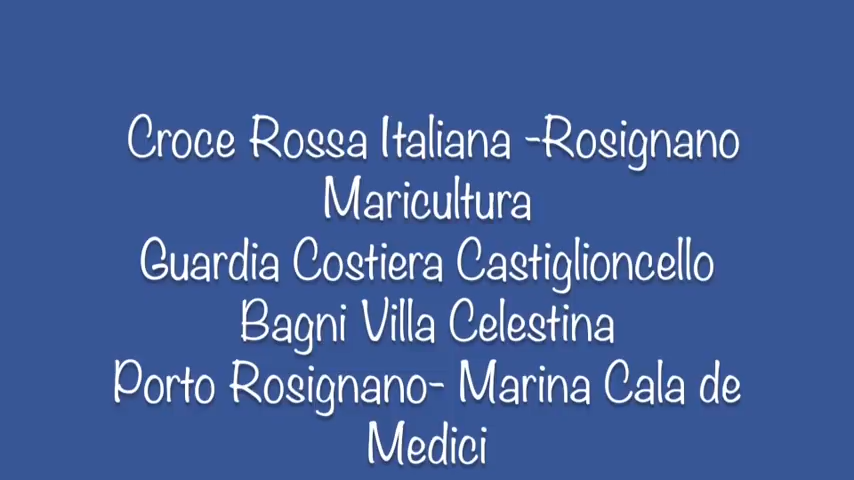 Croce Rossa Italiana -Rosignano
Maricultura
Guardia Costiera Castiglioncello
Bagni Villa Celestina
Porto Rosignano- Marina Cala de
Medici